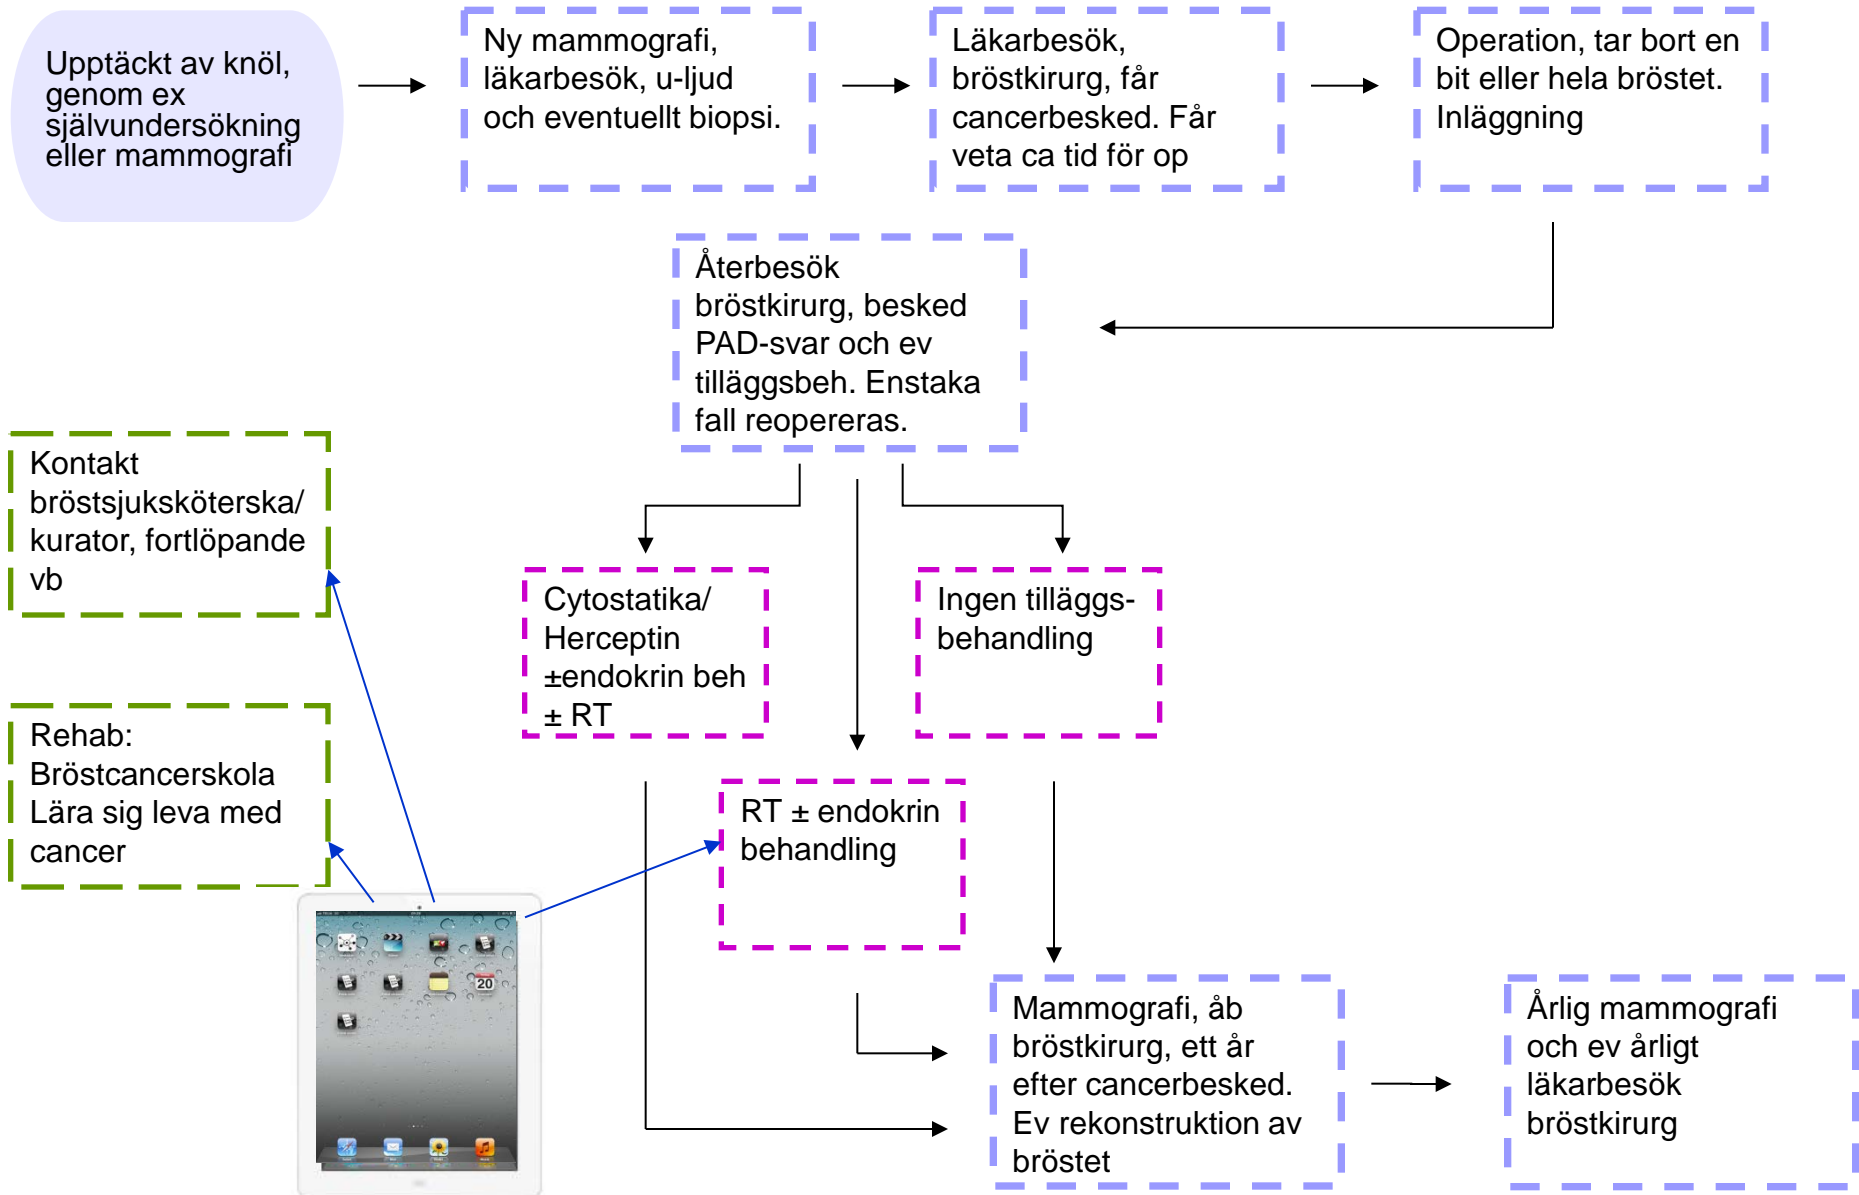 Upptäckt av knöl,
genom ex
självundersökning
eller mammografi
Ny mammografi,
läkarbesök, u-ljud
och eventuellt biopsi.
Läkarbesök,
bröstkirurg, får
cancerbesked. Får
veta ca tid för op
Operation, tar bort en
bit eller hela bröstet.
Inläggning
Återbesök
bröstkirurg, besked
PAD-svar och ev
tilläggsbeh. Enstaka
fall reopereras.
Kontakt
bröstsjuksköterska/
kurator, fortlöpande
vb
Cytostatika/
Herceptin
±endokrin beh
± RT
Ingen tilläggs-
behandling
Rehab:
Bröstcancerskola
Lära sig leva med
cancer
RT ± endokrin
behandling
20
Mammografi, åb
bröstkirurg, ett år
efter cancerbesked.
Ev rekonstruktion av
bröstet
Årlig mammografi
och ev årligt
läkarbesök
bröstkirurg